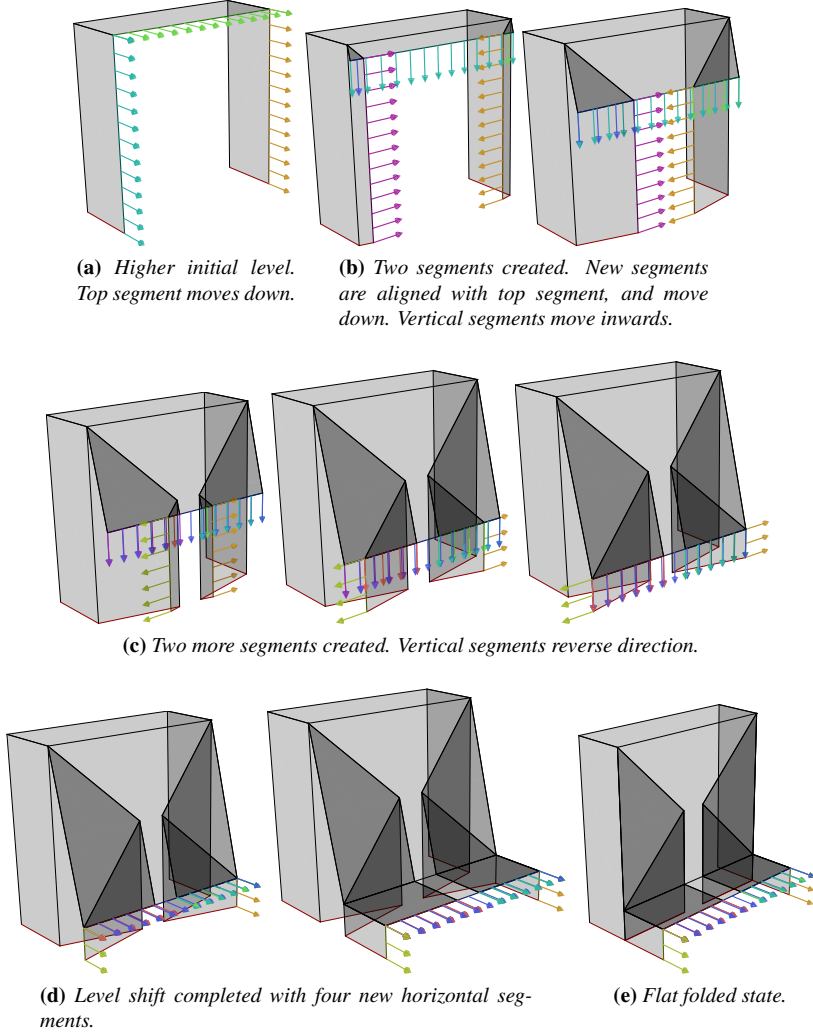 (a) Higher initial level.
Top segment moves down.
(b) Two segments created. New segments
are aligned with top segment, and move
down. Vertical segments move inwards.
(c) Two more segments created. Vertical segments reverse direction.
(d) Level shift completed with four new horizontal seg-
ments.
(e) Flat folded state.